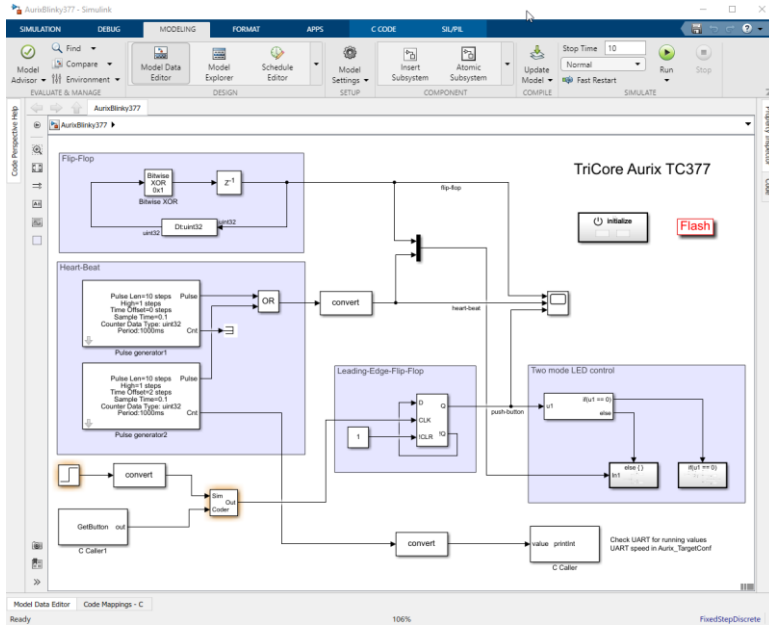 AurixBlinky377 - Simulink
SIMULATION DEBUG MODELING FORMAT APPS C CODE SIL/PIL
Model Advisor
Find
Compare
Environment
EVALUATE & MANAGE
Model Data Editor
Model Explorer
Schedule Editor
DESIGN
Model Settings
SETUP
Insert Subsystem
Atomic Subsystem
COMPONENT
Update Model
COMPILE
Stop Time 10
Normal
Fast Restart
Run
Stop
SIMULATE
Code Perspective Help
AurixBlinky377
AurixBlinky377
Property Inspector
Code
Flip-Flop
Bitwise
XOR
0x1
Bitwise XOR
Z-1
Dt:uint32
uint32
uint32
flip-flop
TriCore Aurix TC377
initialize
Flash
Heart-Beat
Pulse Len=10 steps
High=1 steps
Time Offset=0 steps
Sample Time=0.1
Counter Data Type: uint32
Period:1000ms
Pulse
Cnt
Pulse generator1
OR
convert
heart-beat
Pulse Len=10 steps
High=1 steps
Time Offset=2 steps
Sample Time=0.1
Counter Data Type: uint32
Period:1000ms
Pulse
Cnt
Pulse generator2
Leading-Edge-Flip-Flop
1
D
CLK
!CLR
Q
!Q
push-button
Two mode LED control
u1
if(u1 == 0)
else
else { }
In1
if(u1 == 0)
convert
Sim
Coder
Out
GetButton out
C Caller1
convert
value printInt
C Caller
Check UART for running values
UART speed in Aurix_TargetConf
Model Data Editor Code Mappings - C
Ready 106% FixedStepDiscrete